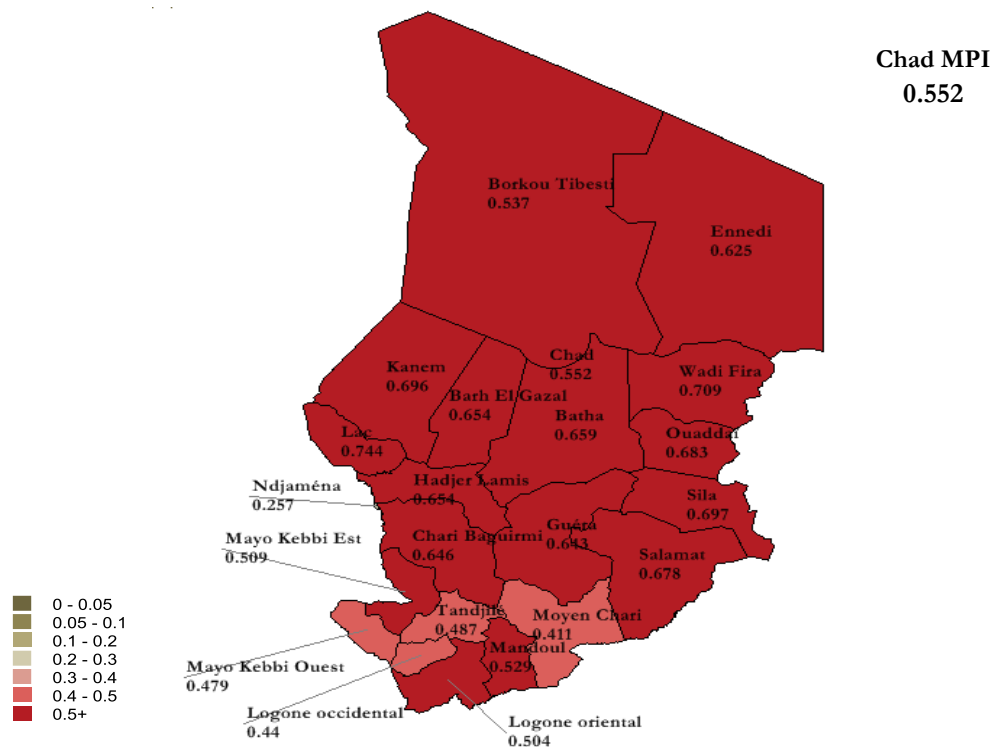 Chad MPI
0.552
Borkou Tibesti
0.537
Ennedi
0.625
Chad
0.552
Kanem
0.696
Wadi Fira
0.709
Barh El Gazal
0.654
Batha
0.659
Lac
0.744
Ouaddaï
0.683
Hadjer Lamis
0.654
Ndjaména
0.257
Sila
0.697
Mayo Kebbi Est
0.509
Chari Baguirmi
0.646
Guéra
0.643
Salamat
0.678
Tandjilé
0.487
Moyen Chari
0.411
Mandoul
0.529
Mayo Kebbi Ouest
0.479
Logone occidental
0.44
Logone oriental
0.504
0 - 0.05
0.05 - 0.1
0.1 - 0.2
0.2 - 0.3
0.3 - 0.4
0.4 - 0.5
0.5+